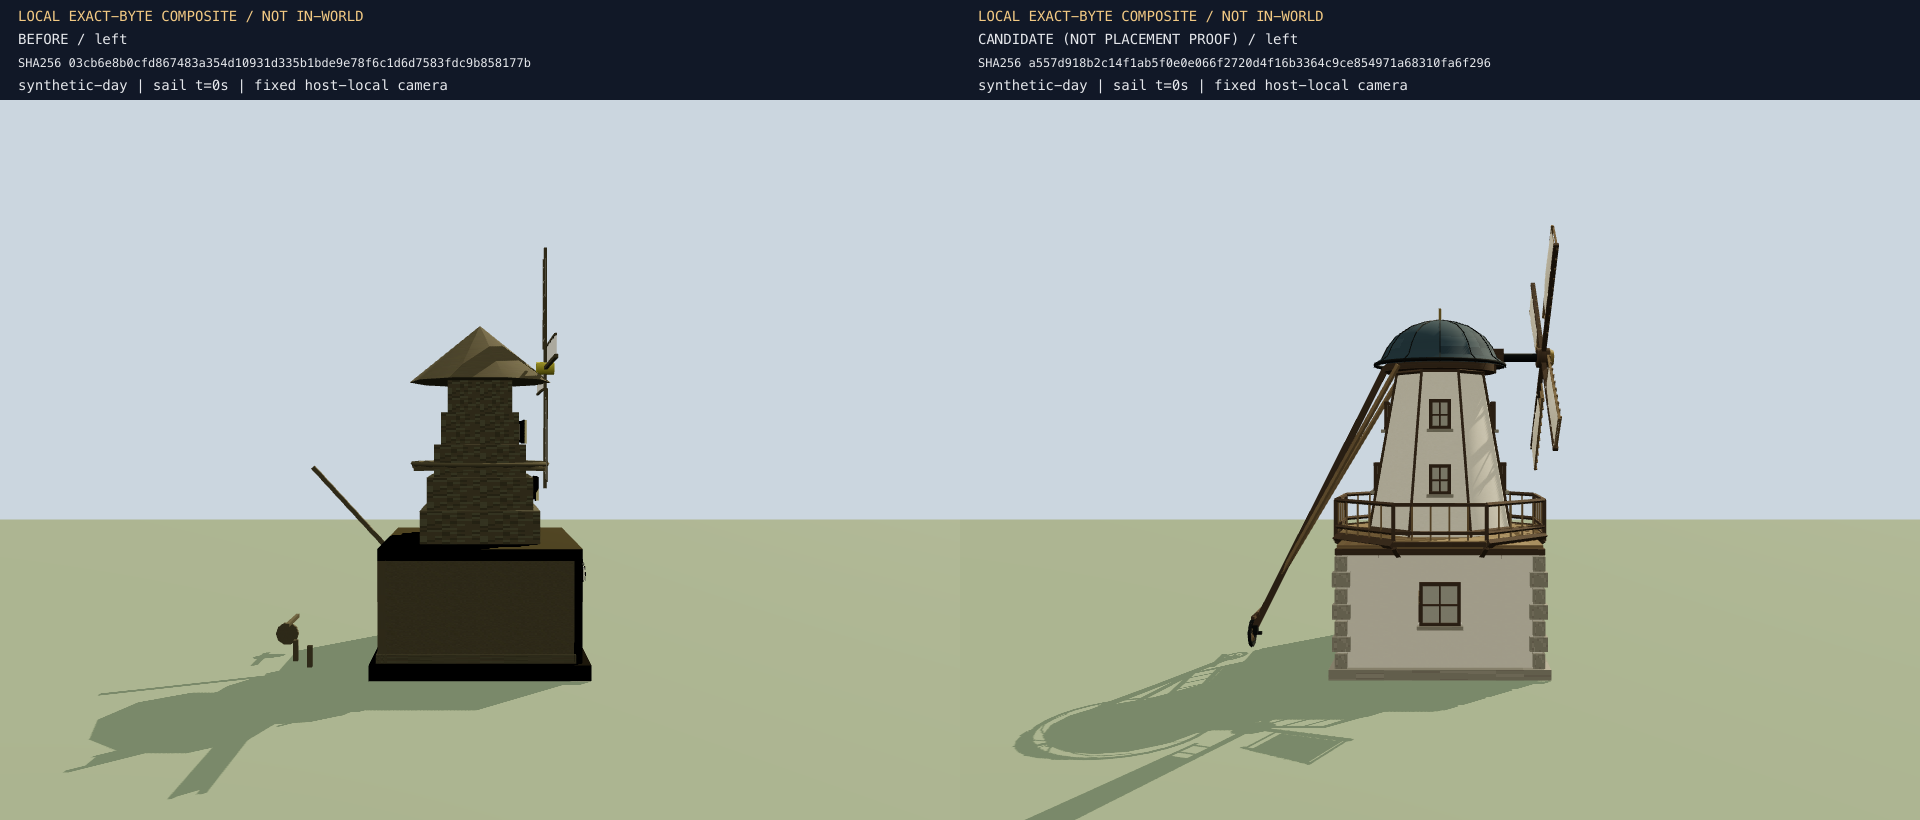 LOCAL EXACT-BYTE COMPOSITE / NOT IN-WORLD
BEFORE / left
SHA256 03cb6e8b0cfd867483a354d10931d335b1bde9e78f6c1d6d7583fdc9b858177b
synthetic-day | sail t=0s | fixed host-local camera
LOCAL EXACT-BYTE COMPOSITE / NOT IN-WORLD
CANDIDATE (NOT PLACEMENT PROOF) / left
SHA256 a557d918b2c14f1ab5f0e0e066f2720d4f16b3364c9ce854971a68310fa6f296
synthetic-day | sail t=0s | fixed host-local camera